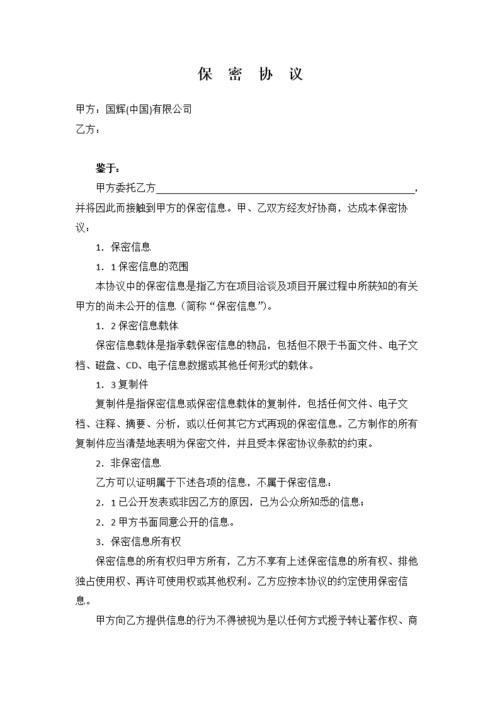 保 密 协 议
甲方：国辉(中国)有限公司
乙方：
鉴于：
甲方委托乙方＿＿＿＿＿＿＿＿＿＿＿＿＿＿＿＿＿＿＿＿＿＿，
并将因此而接触到甲方的保密信息。甲、乙双方经友好协商，达成本保密协
议：
1．保密信息
1．1保密信息的范围
本协议中的保密信息是指乙方在项目洽谈及项目开展过程中所获知的有关
甲方的尚未公开的信息（简称“保密信息”）。
1．2保密信息载体
保密信息载体是指承载保密信息的物品，包括但不限于书面文件、电子文
档、磁盘、CD、电子信息数据或其他任何形式的载体。
1．3复制件
复制件是指保密信息或保密信息载体的复制件，包括任何文件、电子文
档、注释、摘要、分析，或以任何其它方式再现的保密信息。乙方制作的所有
复制件应当清楚地表明为保密文件，并且受本保密协议条款的约束。
2．非保密信息
乙方可以证明属于下述各项的信息，不属于保密信息：
2．1已公开发表或非因乙方的原因，已为公众所知悉的信息；
2．2甲方书面同意公开的信息。
3．保密信息所有权
保密信息的所有权归甲方所有，乙方不享有上述保密信息的所有权、排他
独占使用权、再许可使用权或其他权利。乙方应按本协议的约定使用保密信
息。
甲方向乙方提供信息的行为不得被视为是以任何方式授予转让著作权、商